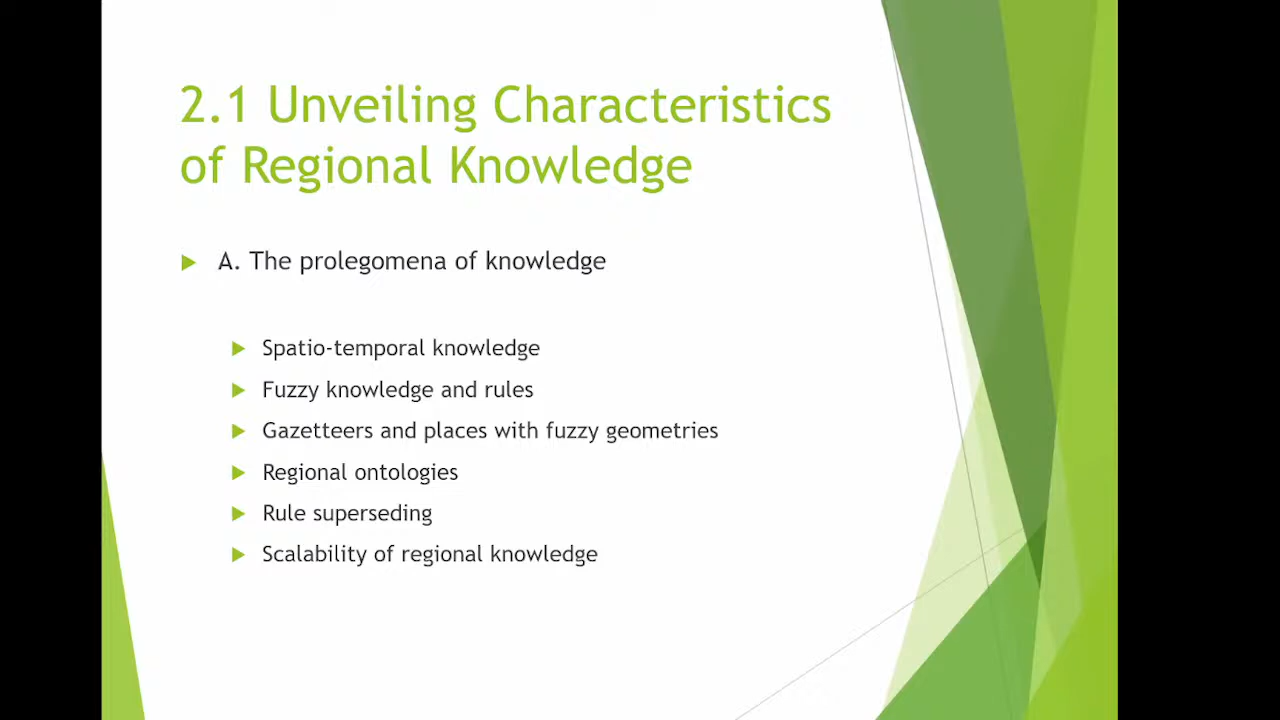 2.1 Unveiling Characteristics
of Regional Knowledge
A. The prolegomena of knowledge
Spatio-temporal knowledge
Fuzzy knowledge and rules
Gazetteers and places with fuzzy geometries
Regional ontologies
Rule superseding
Scalability of regional knowledge